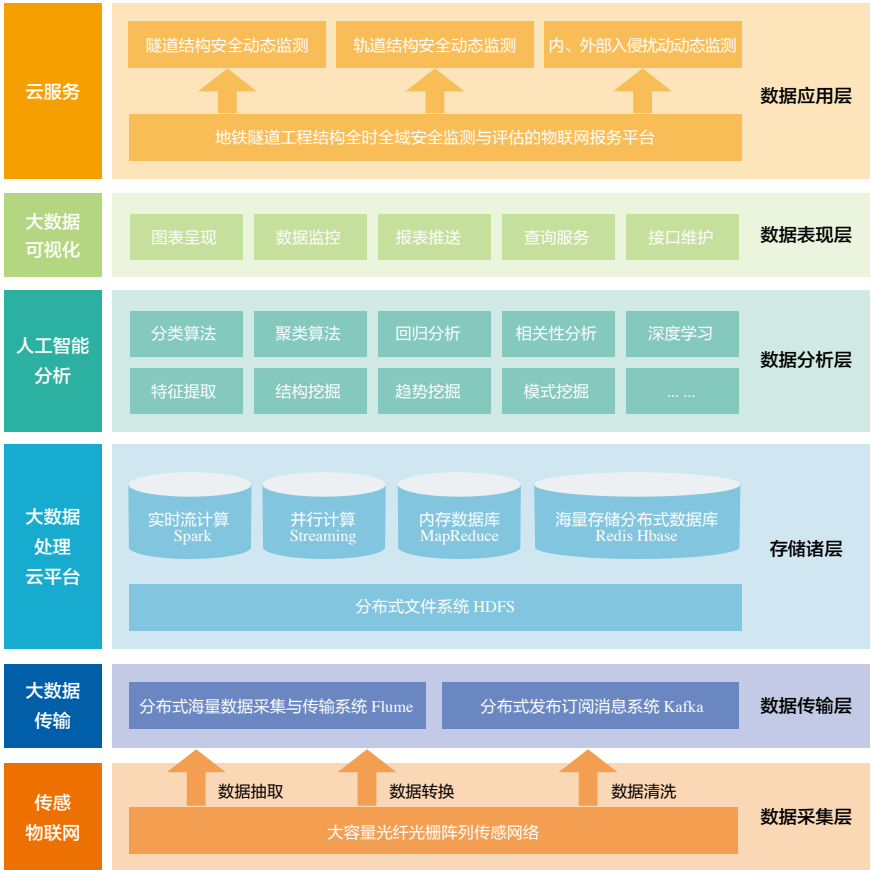 云服务
隧道结构安全动态监测
轨道结构安全动态监测
内、外部入侵扰动动态监测
地铁隧道工程结构全时全域安全监测与评估的物联网报务平台
数据应用层
大数据
可视化
图表呈现
数据监控
报表推送
查询服务
接口维护
数据表现层
人工智能
分析
分类算法
聚类算法
回归分析
相关性分析
深度学习
特征提取
结构挖掘
趋势挖掘
模式挖掘
... ...
数据分析层
大数据
处理
云平台
实时流计算
Spark
并行计算
Streaming
内存数据库
MapReduce
海量存储分布式数据库
Redis Hbase
分布式文件系统 HDFS
存储诸层
大数据
传输
分布式海量数据采集与传输系统 Flume
分布式发布订阅消息系统 Kafka
数据传输层
传感
物联网
数据抽取
数据转换
数据清洗
大容量光纤光栅阵列传感网络
数据采集层